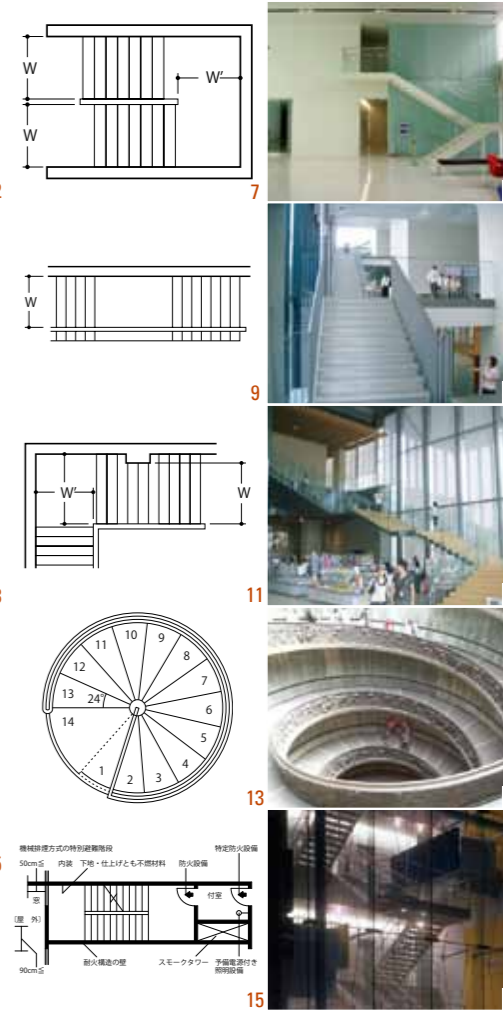 W
W'
W
7
9
W
W'
W
11
10
9
11
8
12
7
13
24°
6
14
5
1
4
2
3
13
機械排煙方式の特別避難階段
特定防火設備
50cm≦
内装 下地・仕上げとも不燃材料
防火設備
窓
付室
〔屋 外〕
耐火構造の壁
スモークタワー
予備電源付き
照明設備
90cm≦
15